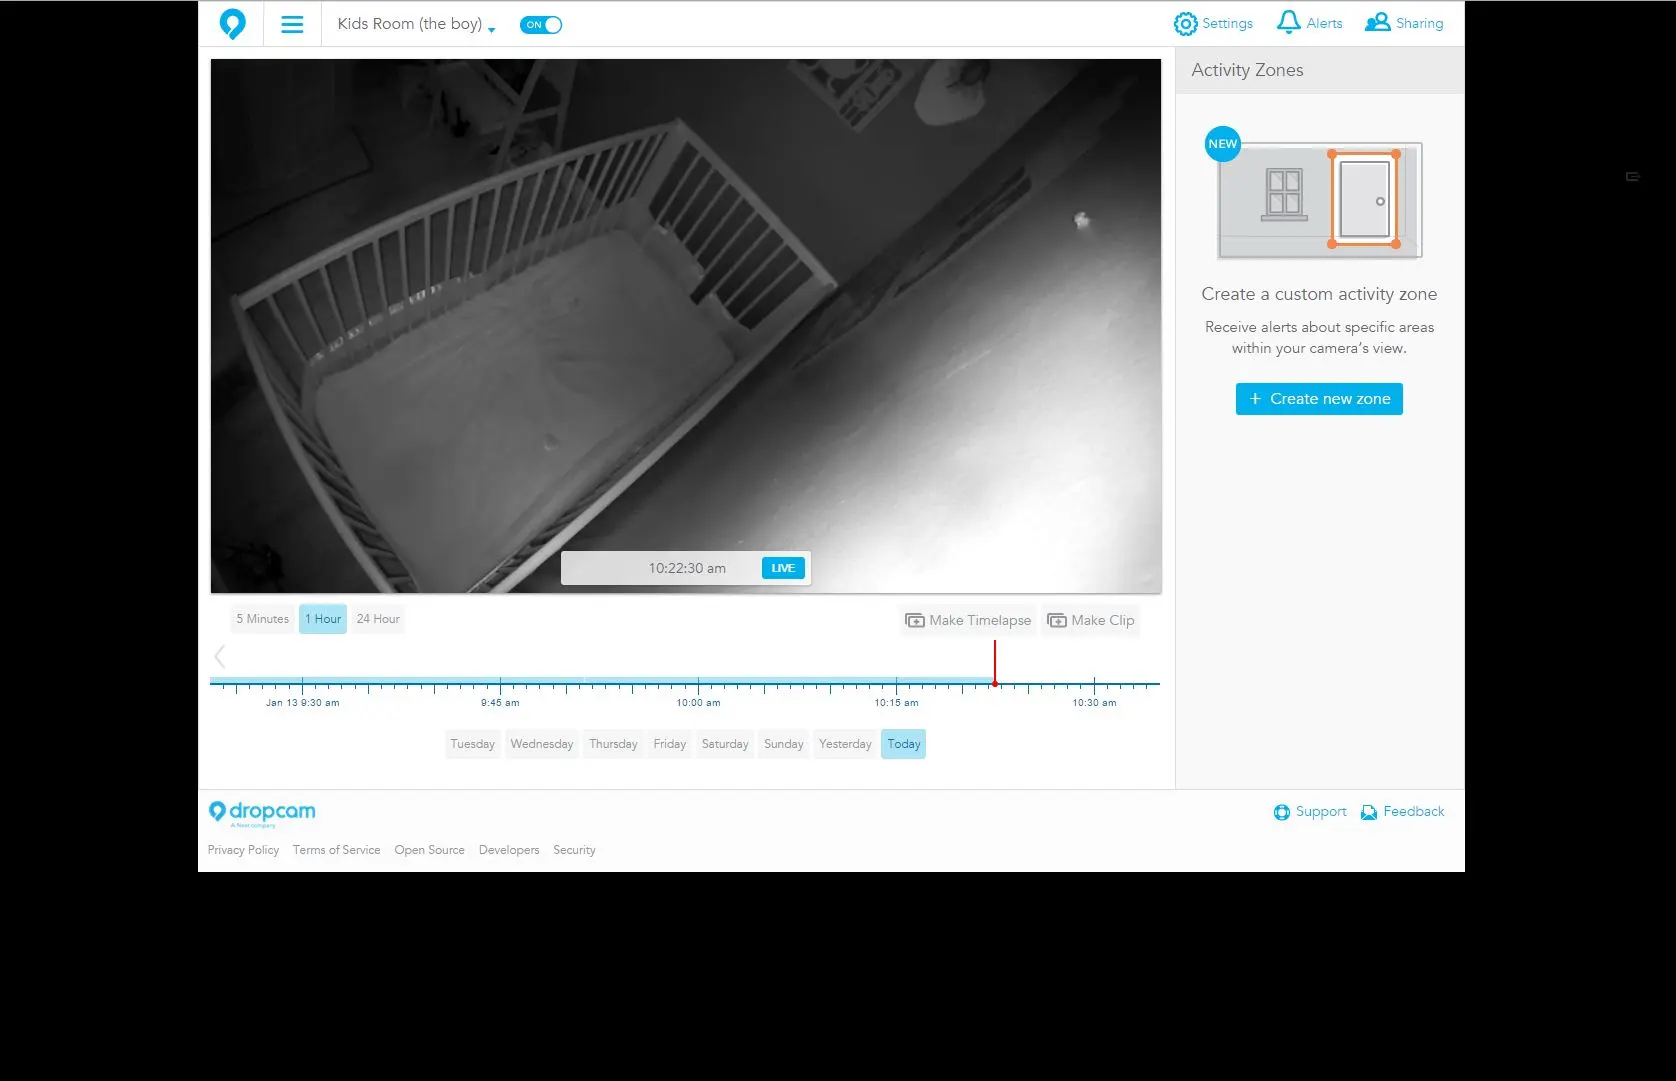 Kids Room (the boy)
ON
Settings
Alerts
Sharing
Activity Zones
NEW
Create a custom activity zone
Receive alerts about specific areas
within your camera's view.
+ Create new zone
10:22:30 am
LIVE
5 Minutes
1 Hour
24 Hour
Make Timelapse
Make Clip
Jan 13 9:30 am
9:45 am
10:00 am
10:15 am
10:30 am
Tuesday
Wednesday
Thursday
Friday
Saturday
Sunday
Yesterday
Today
dropcam
A Nest company
Support
Feedback
Privacy Policy
Terms of Service
Open Source
Developers
Security